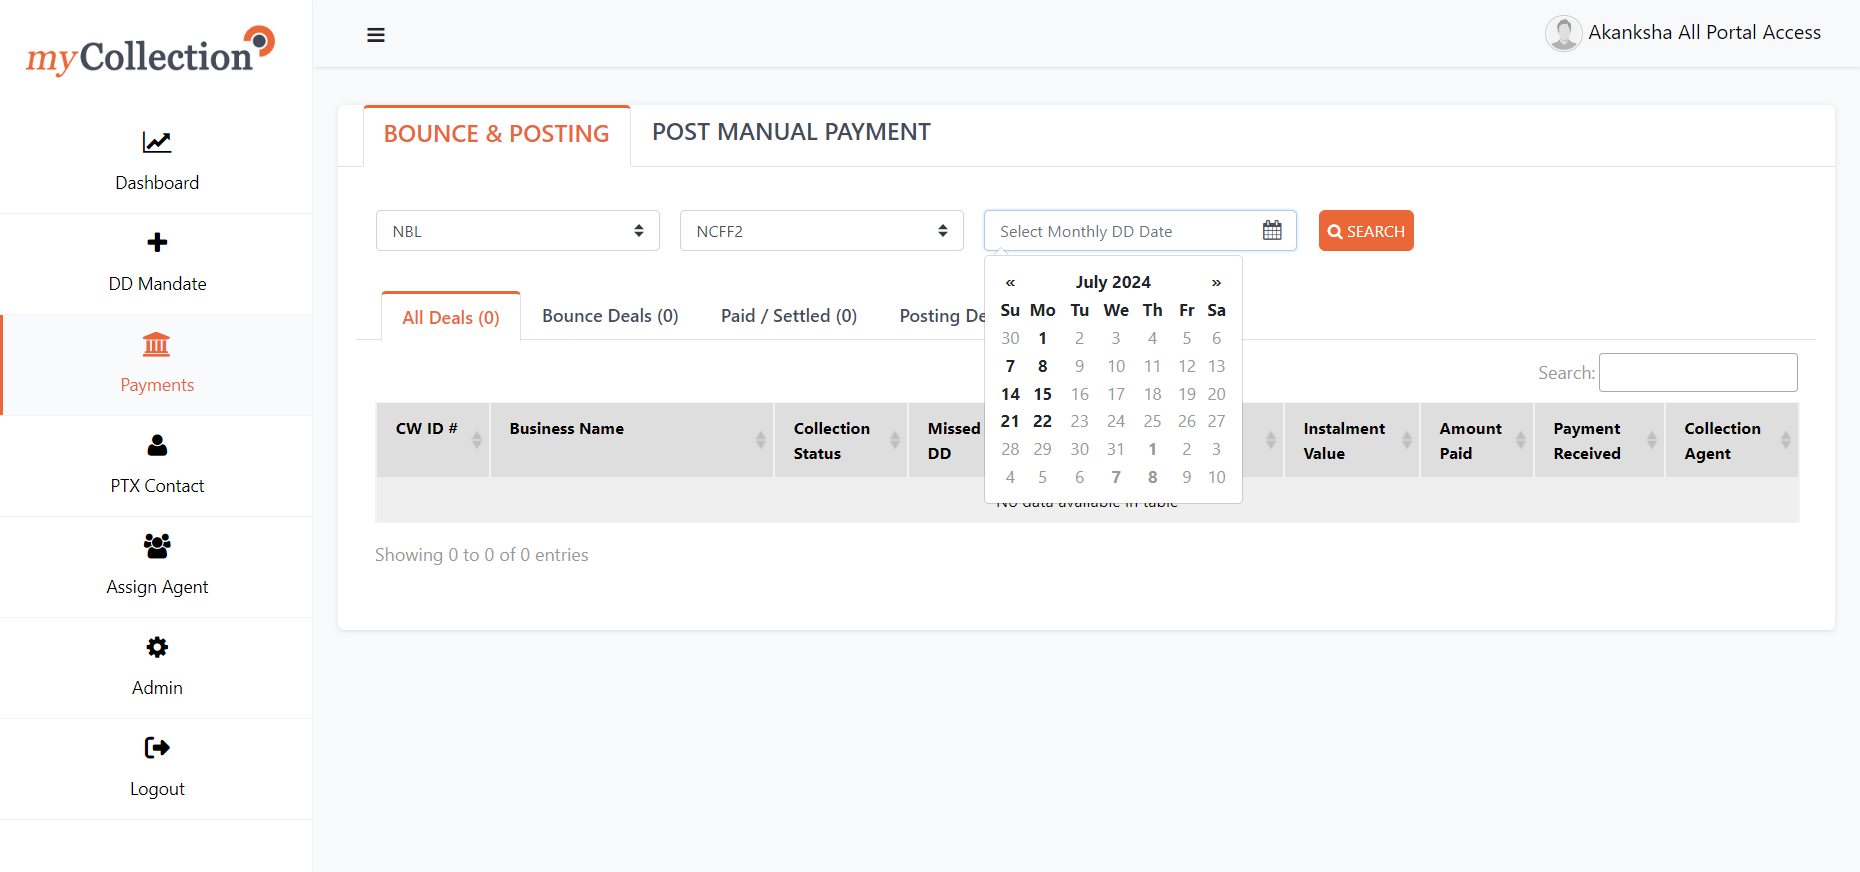 myCollection
Akanksha All Portal Access
Dashboard
DD Mandate
Payments
PTX Contact
Assign Agent
Admin
Logout
BOUNCE & POSTING
POST MANUAL PAYMENT
NBL
NCFF2
Select Monthly DD Date
SEARCH
« July 2024 »
Su Mo Tu We Th Fr Sa
30 1 2 3 4 5 6
7 8 9 10 11 12 13
14 15 16 17 18 19 20
21 22 23 24 25 26 27
28 29 30 31 1 2 3
4 5 6 7 8 9 10
All Deals (0)
Bounce Deals (0)
Paid / Settled (0)
Posting De
Search:
CW ID #
Business Name
Collection
Status
Missed
DD
Instalment
Value
Amount
Paid
Payment
Received
Collection
Agent
No data available in table
Showing 0 to 0 of 0 entries